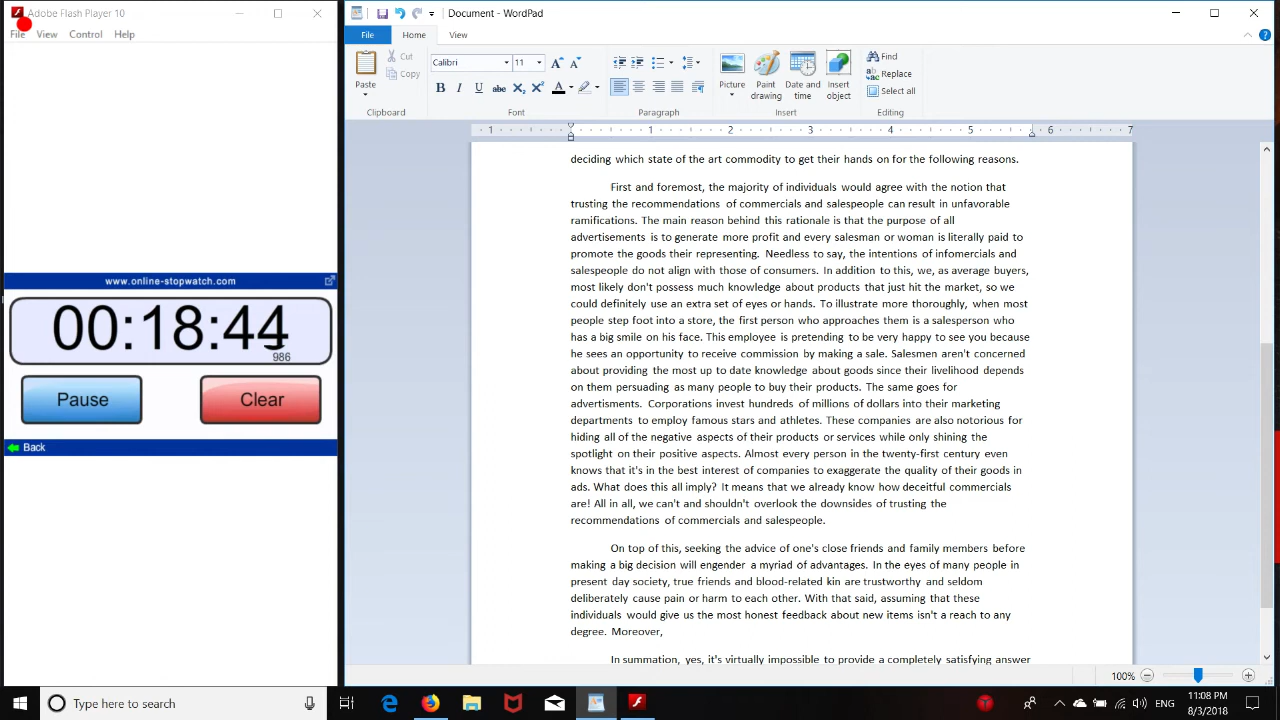 Adobe Flash Player 10
File View Control Help
www.online-stopwatch.com
00:18:44
986
Pause Clear
Back
Document - WordPad
File Home View
Paste
Cut
Copy
Clipboard
Calibri 11
Font
Paragraph
Picture
Paint drawing
Date and time
Insert object
Insert
Find
Replace
Select all
Editing
1 1 2 3 4 5 6 7
deciding which state of the art commodity to get their hands on for the following reasons.
First and foremost, the majority of individuals would agree with the notion that
trusting the recommendations of commercials and salespeople can result in unfavorable
ramifications. The main reason behind this rationale is that the purpose of all
advertisements is to generate more profit and every salesman or woman is literally paid to
promote the goods their representing. Needless to say, the intentions of infomercials and
salespeople do not align with those of consumers. In addition to this, we, as average buyers,
most likely don't possess much knowledge about products that just hit the market, so we
could definitely use an extra set of eyes or hands. To illustrate more thoroughly, when most
people step foot into a store, the first person who approaches them is a salesperson who
has a big smile on his face. This employee is pretending to be very happy to see you because
he sees an opportunity to receive commission by making a sale. Salesmen aren't concerned
about providing the most up to date knowledge about goods since their livelihood depends
on them persuading as many people to buy their products. The same goes for
advertisments. Corporations invest hundreds of millions of dollars into their marketing
departments to employ famous stars and athletes. These companies are also notorious for
hiding all of the negative aspects of their products or services while only shining the
spotlight on their positive aspects. Almost every person in the twenty-first century even
knows that it's in the best interest of companies to exaggerate the quality of their goods in
ads. What does this all imply? It means that we already know how deceitful commercials
are! All in all, we can't and shouldn't overlook the downsides of trusting the
recommendations of commercials and salespeople.
On top of this, seeking the advice of one's close friends and family members before
making a big decision will engender a myriad of advantages. In the eyes of many people in
present day society, true friends and blood-related kin are trustworthy and seldom
deliberately cause pain or harm to each other. With that said, assuming that these
individuals would give us the most honest feedback about new items isn't a reach to any
degree. Moreover,
In summation, yes, it's virtually impossible to provide a completely satisfying answer
100%
Type here to search
ENG
11:08 PM
8/3/2018